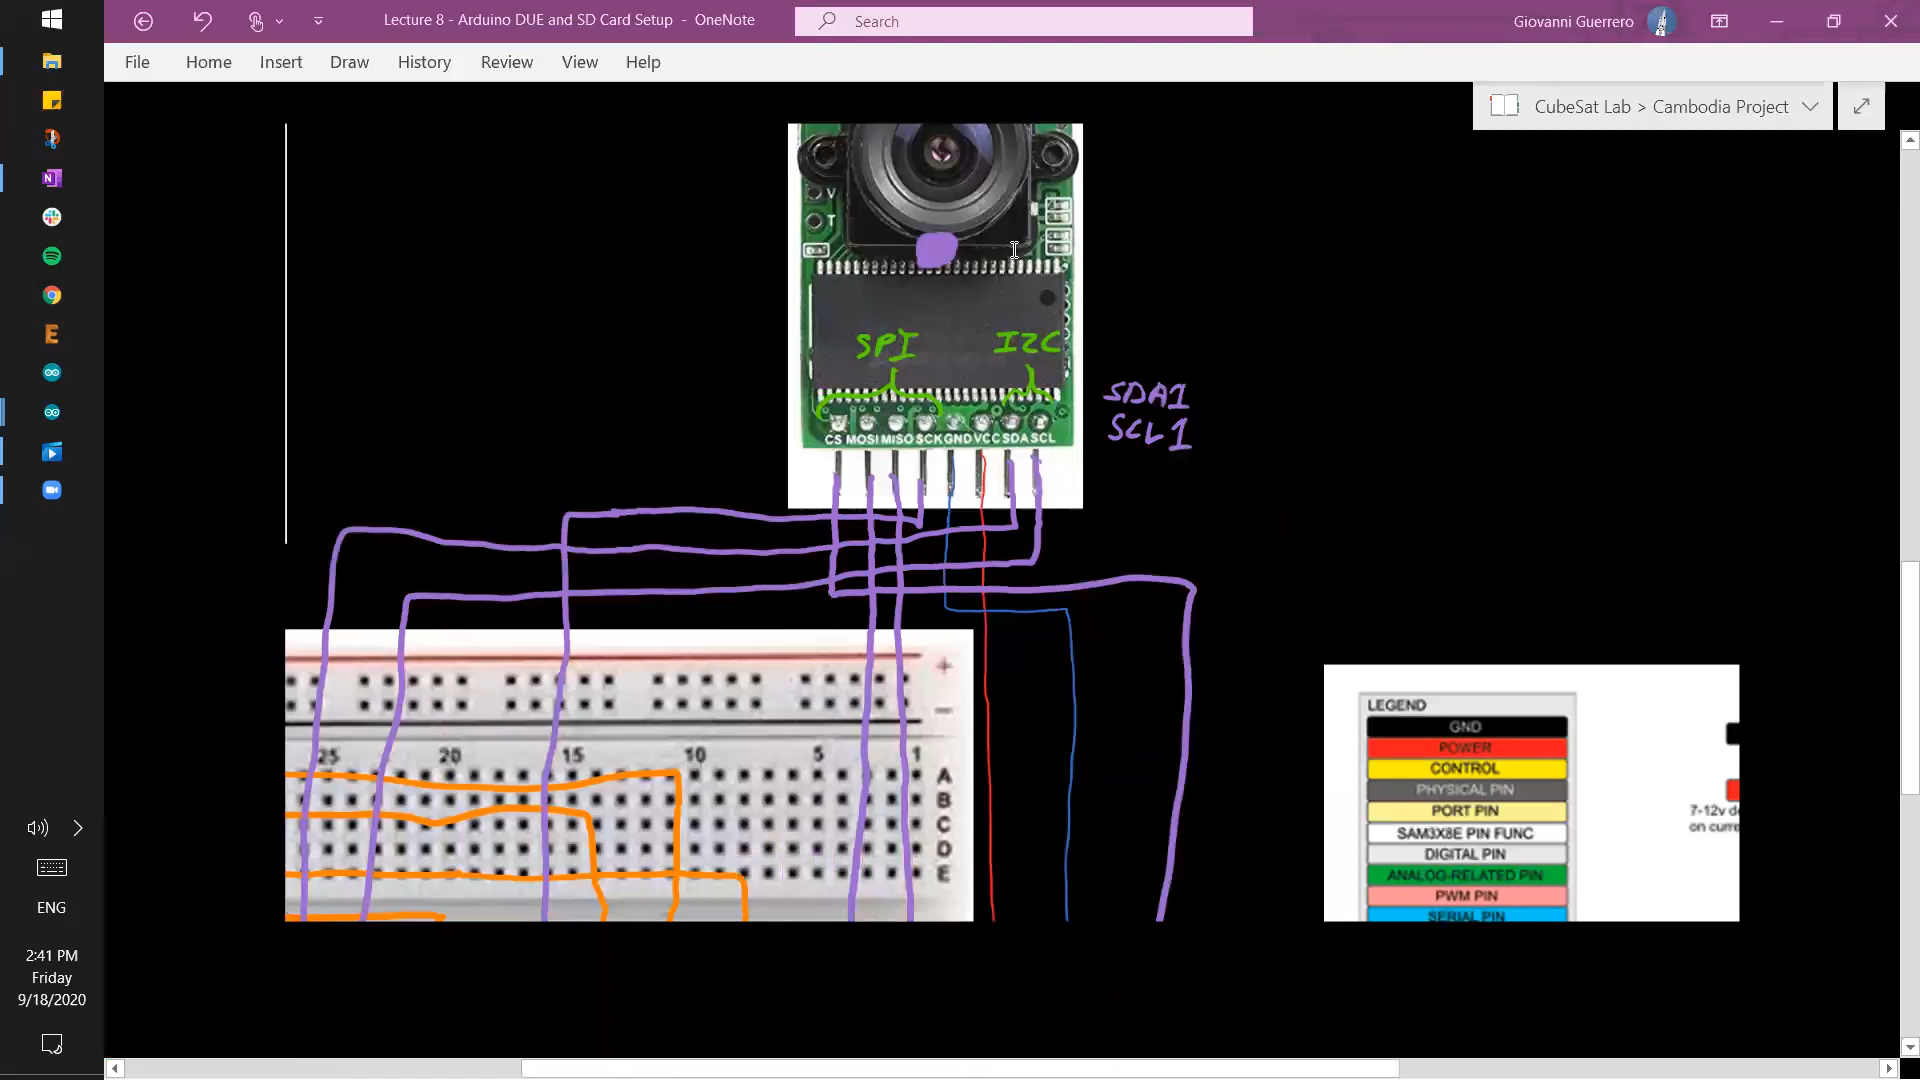 Lecture 8 - Arduino DUE and SD Card Setup - OneNote
Search
Giovanni Guerrero
File Home Insert Draw History Review View Help
CubeSat Lab > Cambodia Project
V
T
SPI I2C
CS MOSI MISO SCK GND VCC SDA SCL
SDA1
SCL1
+
−
25 20 15 10 5 1
A
B
C
D
E
LEGEND
GND
POWER
CONTROL
PHYSICAL PIN
PORT PIN
SAM3X8E PIN FUNC
DIGITAL PIN
ANALOG-RELATED PIN
PWM PIN
SERIAL PIN
7-12v
on
ENG
2:41 PM
Friday
9/18/2020